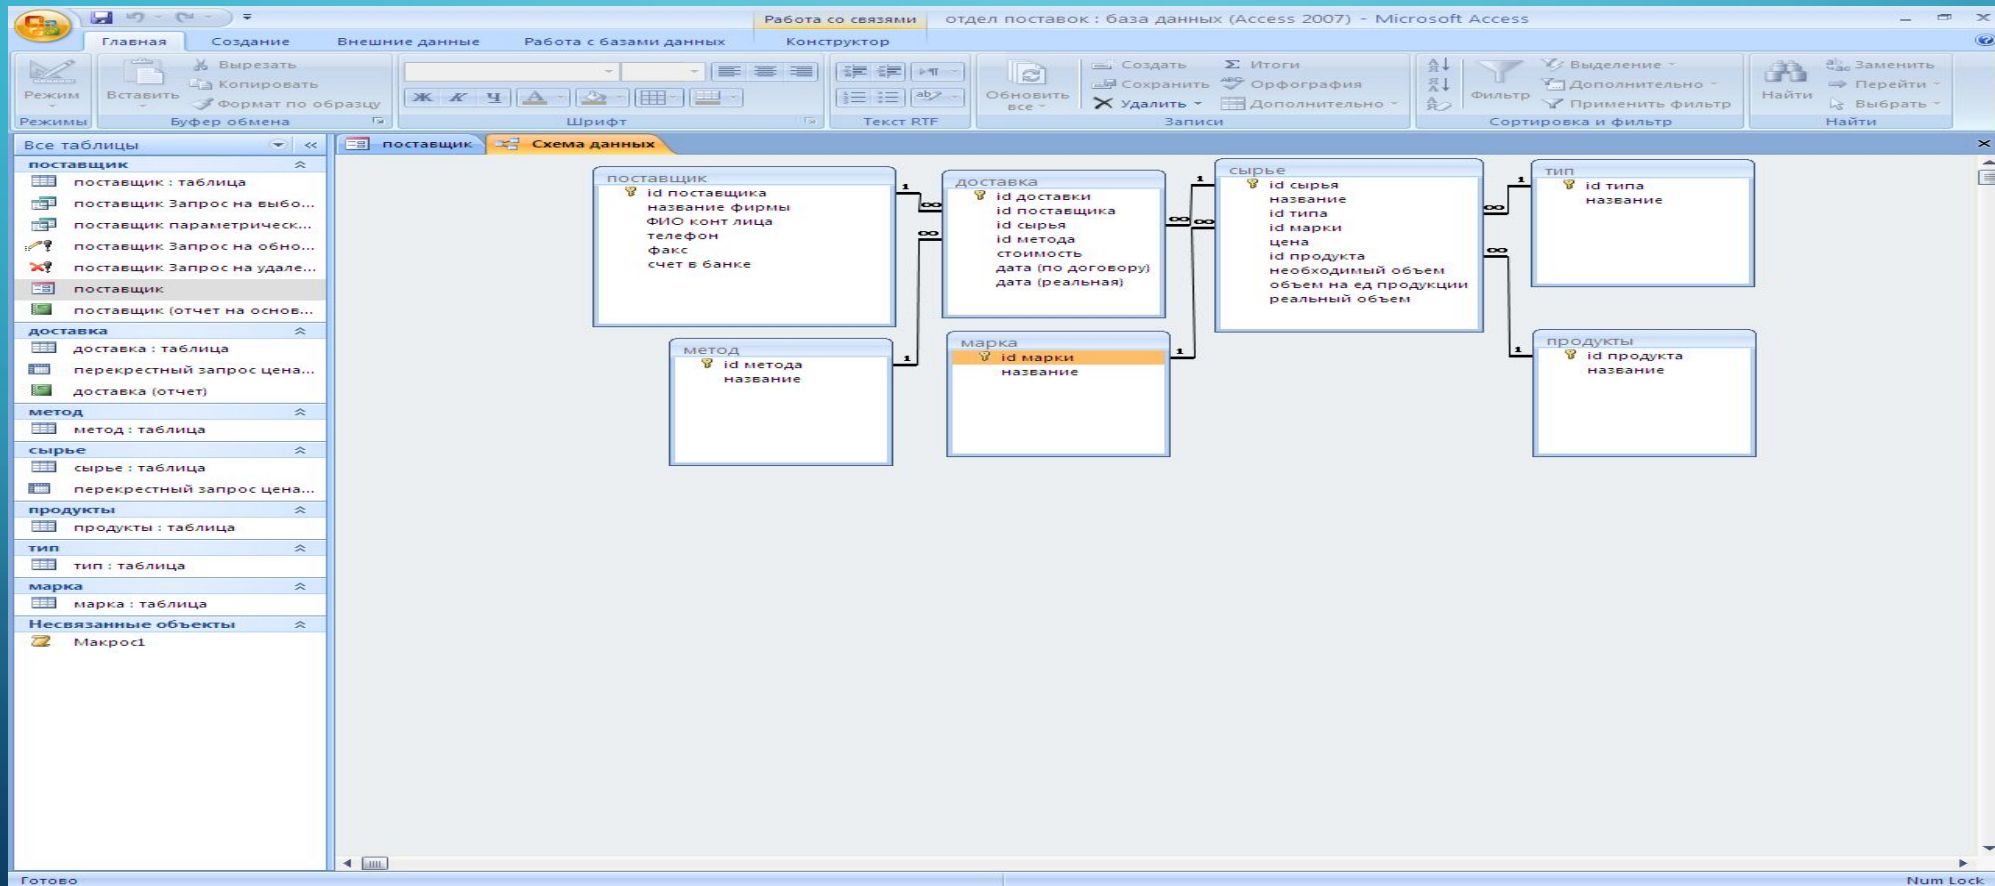 Работа со связями
отдел поставок : база данных (Access 2007) - Microsoft Access
Главная
Создание
Внешние данные
Работа с базами данных
Конструктор
Режим
Режимы
Вставить
Вырезать
Копировать
Формат по образцу
Буфер обмена
Ж К Ч
Шрифт
Текст RTF
Обновить
все
Создать
Сохранить
Удалить
Итоги
Орфография
Дополнительно
Записи
Фильтр
Выделение
Дополнительно
Применить фильтр
Сортировка и фильтр
Найти
Заменить
Перейти
Выбрать
Найти
Все таблицы
поставщик
поставщик : таблица
поставщик Запрос на выбо...
поставщик параметрическ...
поставщик Запрос на обно...
поставщик Запрос на удале...
поставщик
поставщик (отчет на основ...
доставка
доставка : таблица
перекрестный запрос цена...
доставка (отчет)
метод
метод : таблица
сырье
сырье : таблица
перекрестный запрос цена...
продукты
продукты : таблица
тип
тип : таблица
марка
марка : таблица
Несвязанные объекты
Макрос1
поставщик
Схема данных
поставщик
id поставщика
название фирмы
ФИО конт лица
телефон
факс
счет в банке
1
∞
доставка
id доставки
id поставщика
id сырья
id метода
стоимость
дата (по договору)
дата (реальная)
∞
1
∞
сырье
id сырья
название
id типа
id марки
цена
id продукта
необходимый объем
объем на ед продукции
реальный объем
∞
1
тип
id типа
название
∞
метод
id метода
название
1
марка
id марки
название
1
продукты
id продукта
название
1
∞
Готово
Num Lock